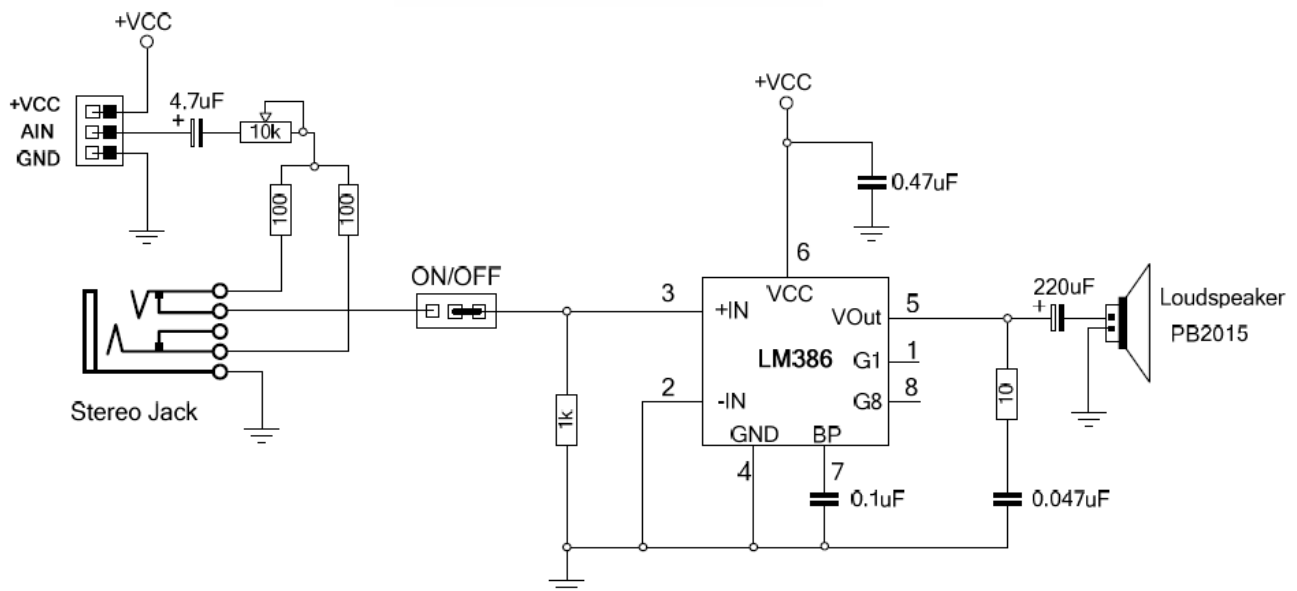 +VCC
+VCC
AIN
GND
4.7uF
+
10k
100
100
Stereo Jack
ON/OFF
1k
+VCC
0.47uF
6
3
2
VCC
+IN
VOut
LM386
G1
-IN
G8
GND
BP
4
7
5
1
8
0.1uF
10
0.047uF
220uF
+
Loudspeaker
PB2015